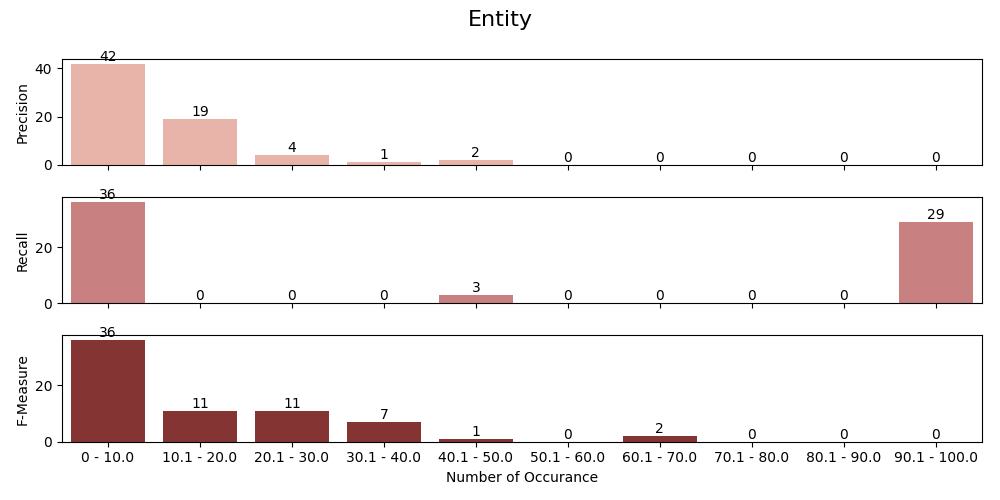 Entity
Precision
40
20
0
42
19
4
1
2
0
0
0
0
0
Recall
20
0
36
0
0
0
3
0
0
0
0
29
F-Measure
20
0
36
11
11
7
1
0
2
0
0
0
0 - 10.0
10.1 - 20.0
20.1 - 30.0
30.1 - 40.0
40.1 - 50.0
50.1 - 60.0
60.1 - 70.0
70.1 - 80.0
80.1 - 90.0
90.1 - 100.0
Number of Occurance